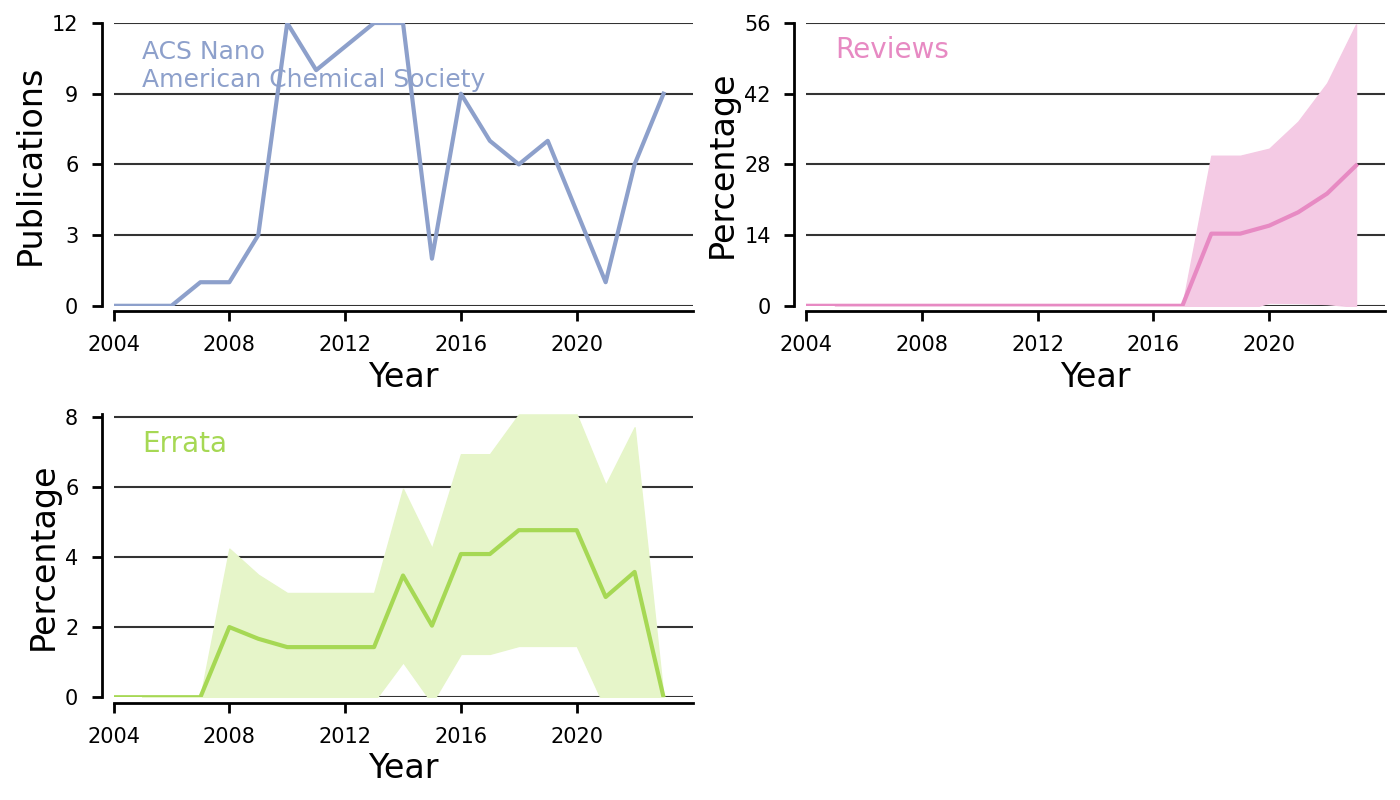 12
9
6
3
0
Publications
ACS Nano
American Chemical Society
2004 2008 2012 2016 2020
Year
56
42
28
14
0
Percentage
Reviews
2004 2008 2012 2016 2020
Year
8
6
4
2
0
Percentage
Errata
2004 2008 2012 2016 2020
Year